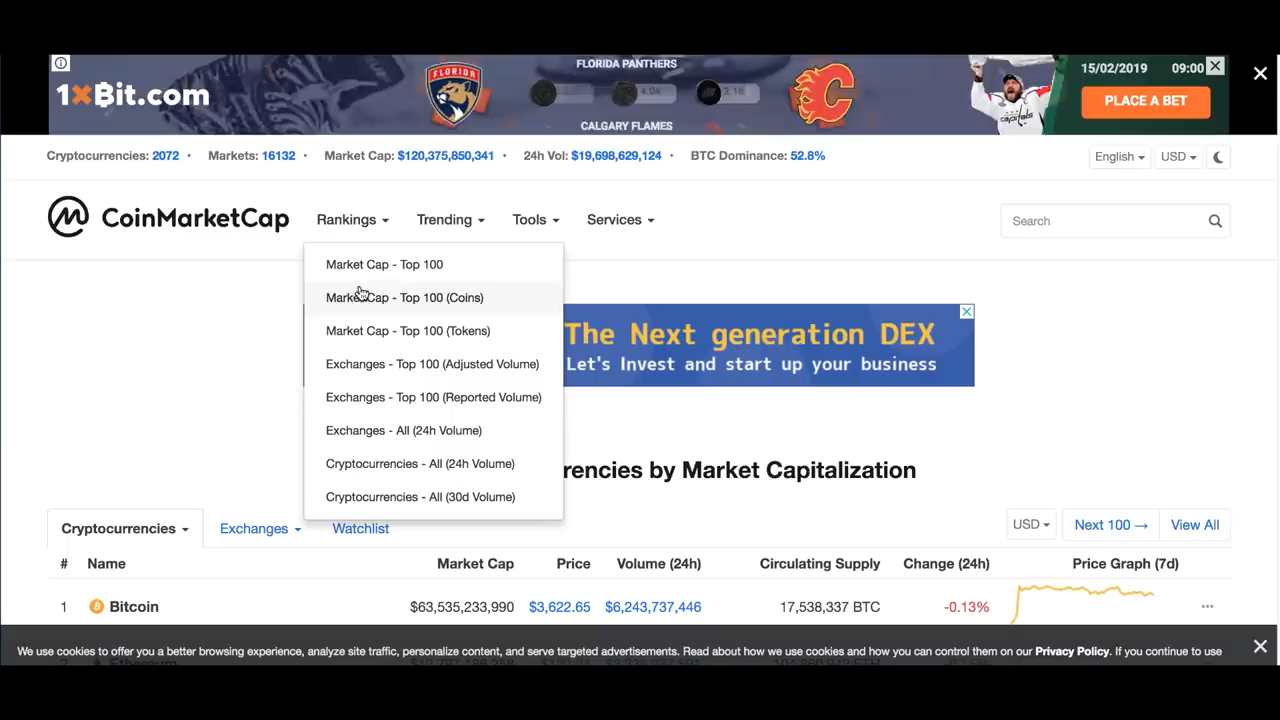 FLORIDA PANTHERS
1×Bit.com
FLORIDA
15/02/2019 09:00
PLACE A BET
CALGARY FLAMES
Cryptocurrencies: 2072 • Markets: 16132 • Market Cap: $120,375,850,341 • 24h Vol: $19,698,629,124 • BTC Dominance: 52.8%
English USD
CoinMarketCap Rankings Trending Tools Services
Search
Market Cap - Top 100
Market Cap - Top 100 (Coins)
Market Cap - Top 100 (Tokens)
Exchanges - Top 100 (Adjusted Volume)
Exchanges - Top 100 (Reported Volume)
Exchanges - All (24h Volume)
Cryptocurrencies - All (24h Volume)
Cryptocurrencies - All (30d Volume)
The Next generation DEX
Let's Invest and start up your business
rencies by Market Capitalization
Cryptocurrencies Exchanges Watchlist USD Next 100 → View All
# Name Market Cap Price Volume (24h) Circulating Supply Change (24h) Price Graph (7d)
1 Bitcoin $63,535,233,990 $3,622.65 $6,243,737,446 17,538,337 BTC -0.13%
We use cookies to offer you a better browsing experience, analyze site traffic, personalize content, and serve targeted advertisements. Read about how we use cookies and how you can control them on our Privacy Policy. If you continue to use